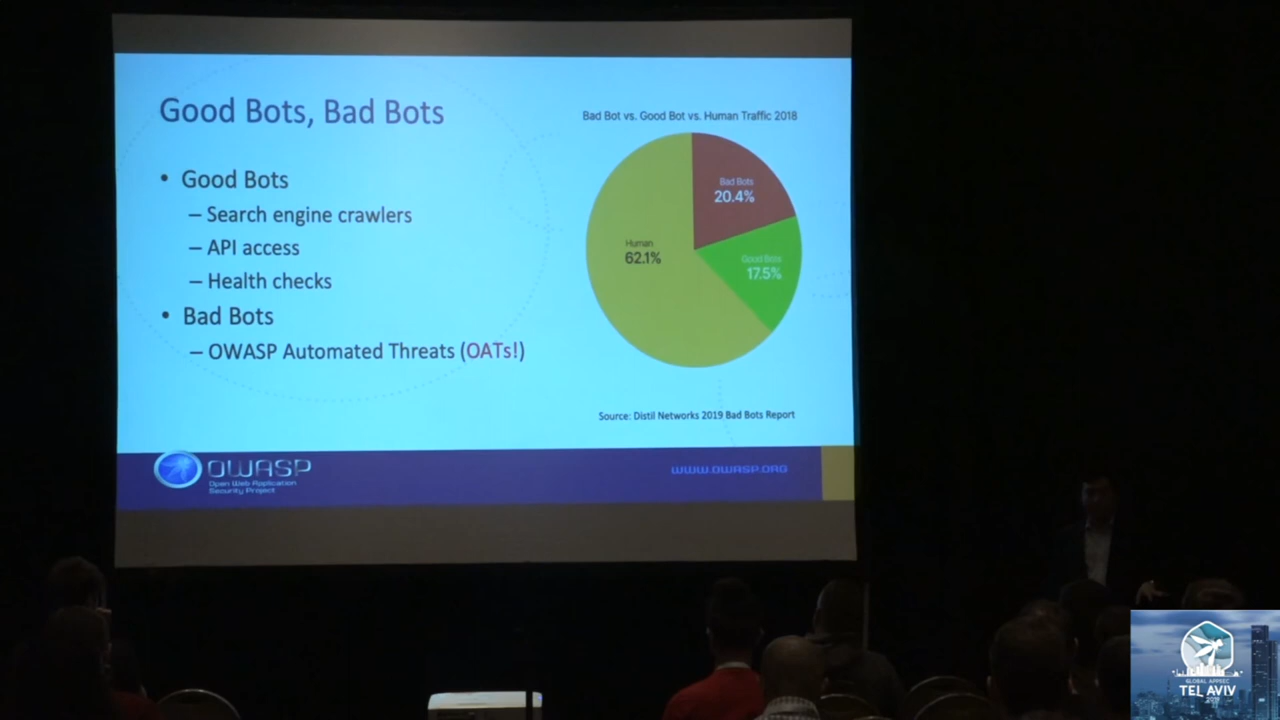 Good Bots, Bad Bots
• Good Bots
– Search engine crawlers
– API access
– Health checks
• Bad Bots
– OWASP Automated Threats (OATs!)
Bad Bot vs. Good Bot vs. Human Traffic 2018
Bad Bots
20.4%
Human
62.1%
Good Bots
17.5%
Source: Distil Networks 2019 Bad Bots Report
OWASP
Open Web Application
Security Project
WWW.OWASP.ORG
GLOBAL APPSEC
TEL AVIV